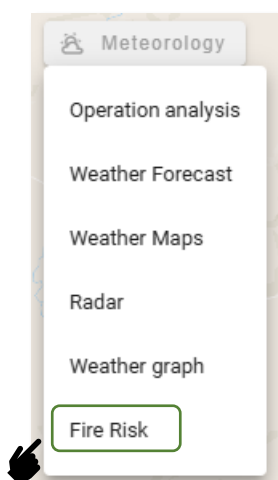 Meteorology
Operation analysis
Weather Forecast
Weather Maps
Radar
Weather graph
Fire Risk